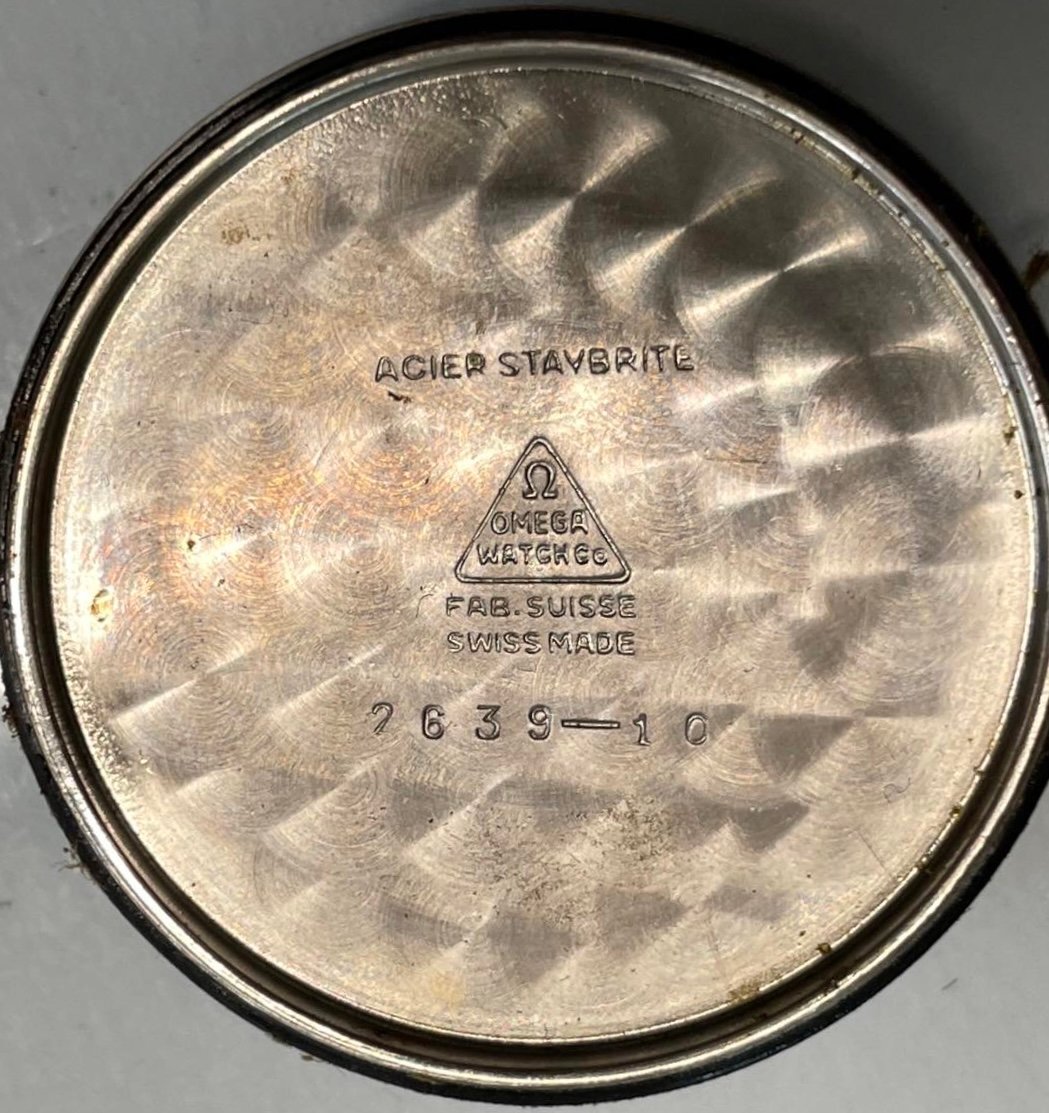 ACIER STAYBRITE
Ω
OMEGA
WATCH Co
FAB. SUISSE
SWISS MADE
2639—10